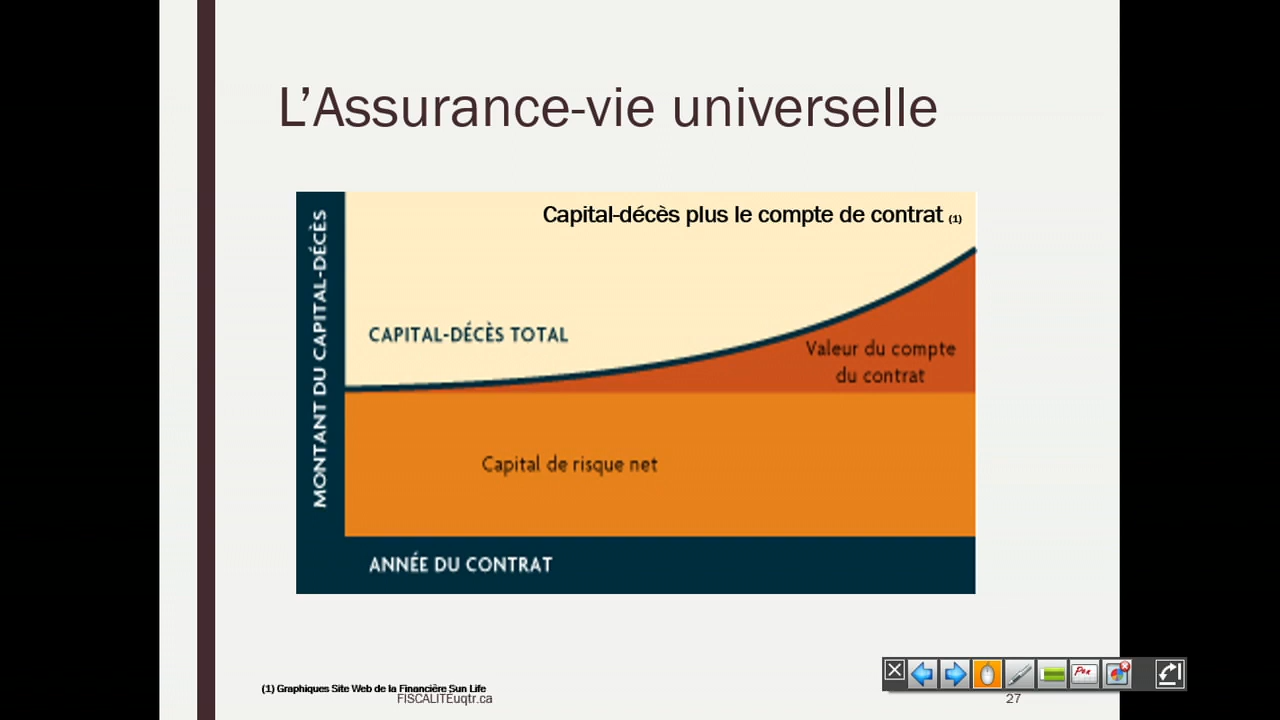 L'Assurance-vie universelle
Capital-décès plus le compte de contrat (1)
MONTANT DU CAPITAL-DÉCÈS
CAPITAL-DÉCÈS TOTAL
Valeur du compte
du contrat
Capital de risque net
ANNÉE DU CONTRAT
(1) Graphiques Site Web de la Financière Sun Life
FISCALITEuqtr.ca
27
Pen